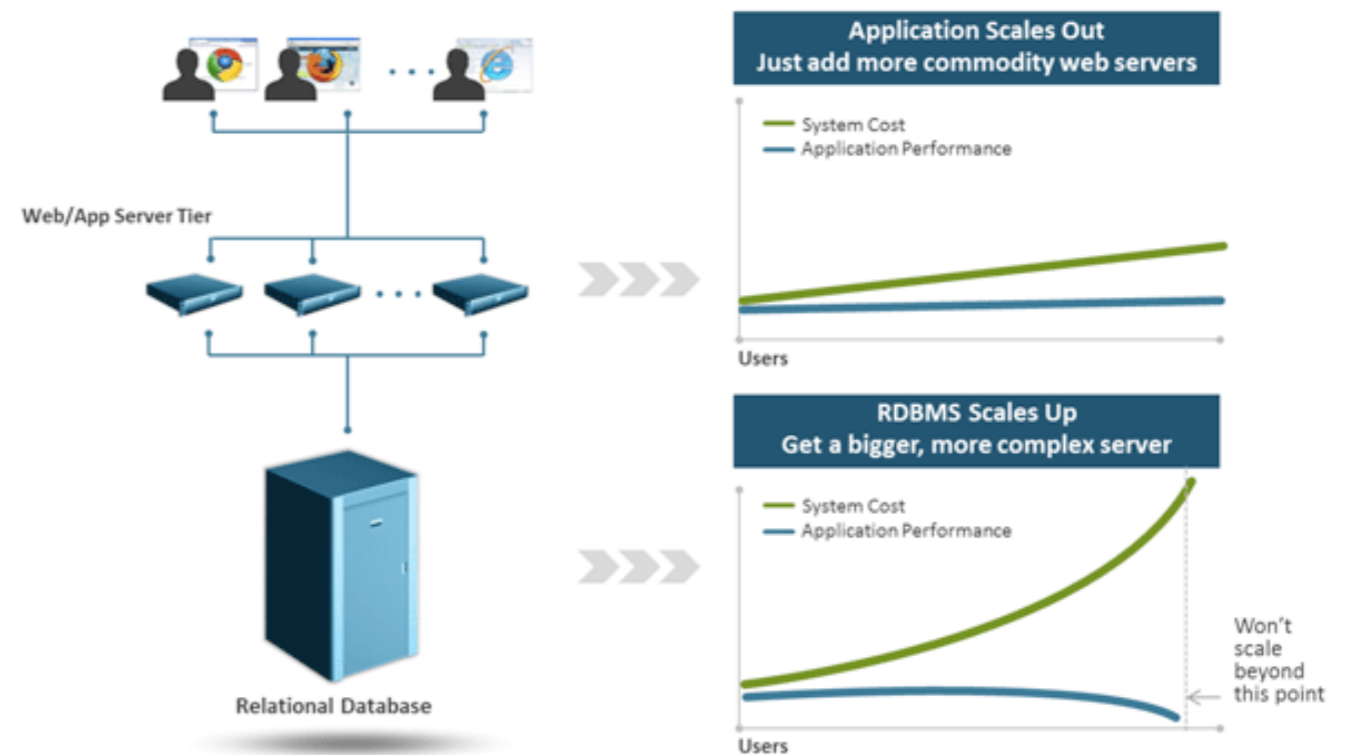 Application Scales Out
Just add more commodity web servers
System Cost
Application Performance
Users
Web/App Server Tier
RDBMS Scales Up
Get a bigger, more complex server
System Cost
Application Performance
Won't
scale
beyond
this point
Users
Relational Database